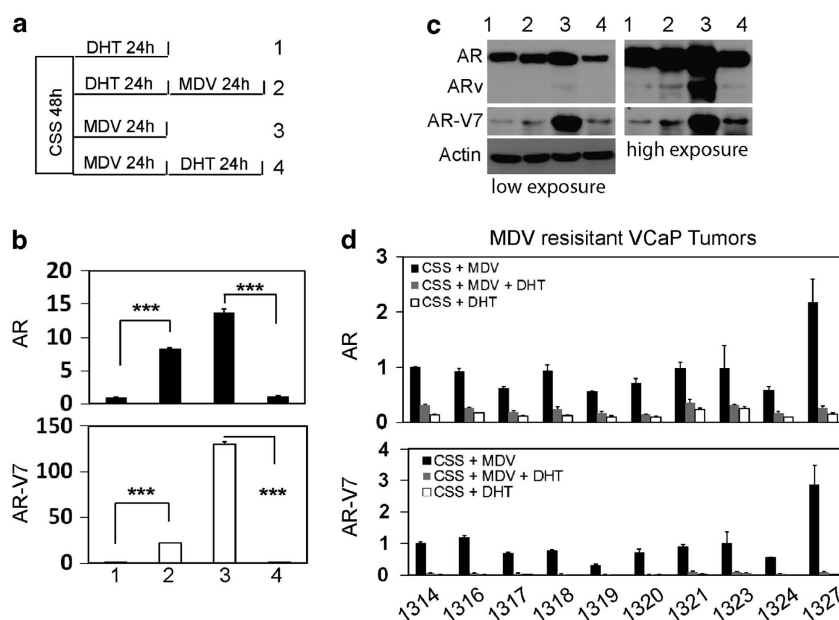 a
CSS 48h
DHT 24h
1
DHT 24h MDV 24h
2
MDV 24h
3
MDV 24h DHT 24h
4
b
AR
20
15
10
5
0
***
***
AR-V7
150
100
50
0
***
***
1 2 3 4
c
1 2 3 4 1 2 3 4
AR
ARv
AR-V7
Actin
low exposure
high exposure
d
MDV resisitant VCaP Tumors
AR
3
2
1
0
CSS + MDV
CSS + MDV + DHT
CSS + DHT
AR-V7
4
3
2
1
0
CSS + MDV
CSS + MDV + DHT
CSS + DHT
1314 1316 1317 1318 1319 1320 1321 1323 1324 1327